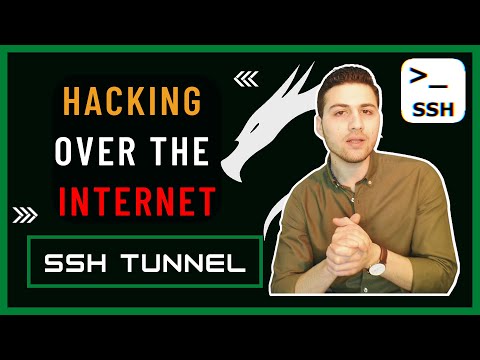 HACKING
OVER THE
INTERNET
SSH TUNNEL
>_
SSH